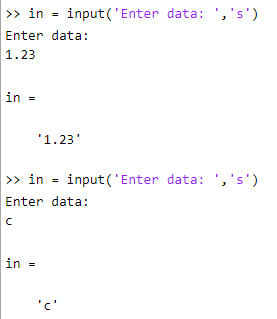 >> in = input('Enter data: ','s')
Enter data:
1.23
in =
'1.23'
>> in = input('Enter data: ','s')
Enter data:
c
in =
'c'